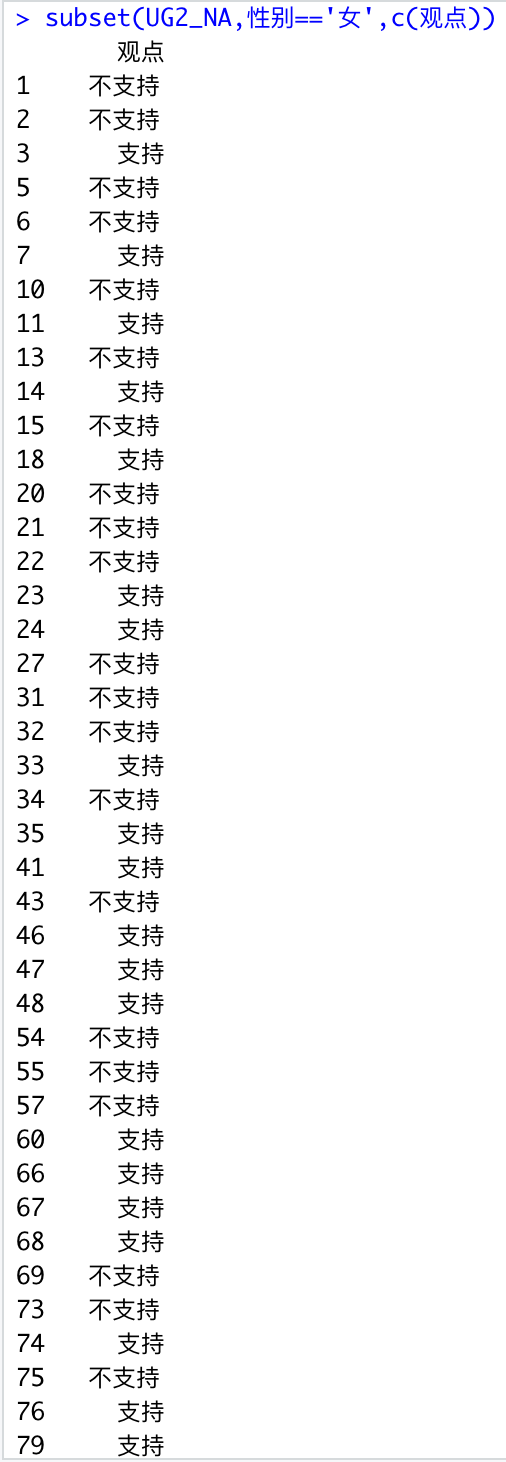 > subset(UG2_NA,性别=='女',c(观点))
观点
1 不支持
2 不支持
3 支持
5 不支持
6 不支持
7 支持
10 不支持
11 支持
13 不支持
14 支持
15 不支持
18 支持
20 不支持
21 不支持
22 不支持
23 支持
24 支持
27 不支持
31 不支持
32 不支持
33 支持
34 不支持
35 支持
41 支持
43 不支持
46 支持
47 支持
48 支持
54 不支持
55 不支持
57 不支持
60 支持
66 支持
67 支持
68 支持
69 不支持
73 不支持
74 支持
75 不支持
76 支持
79 支持